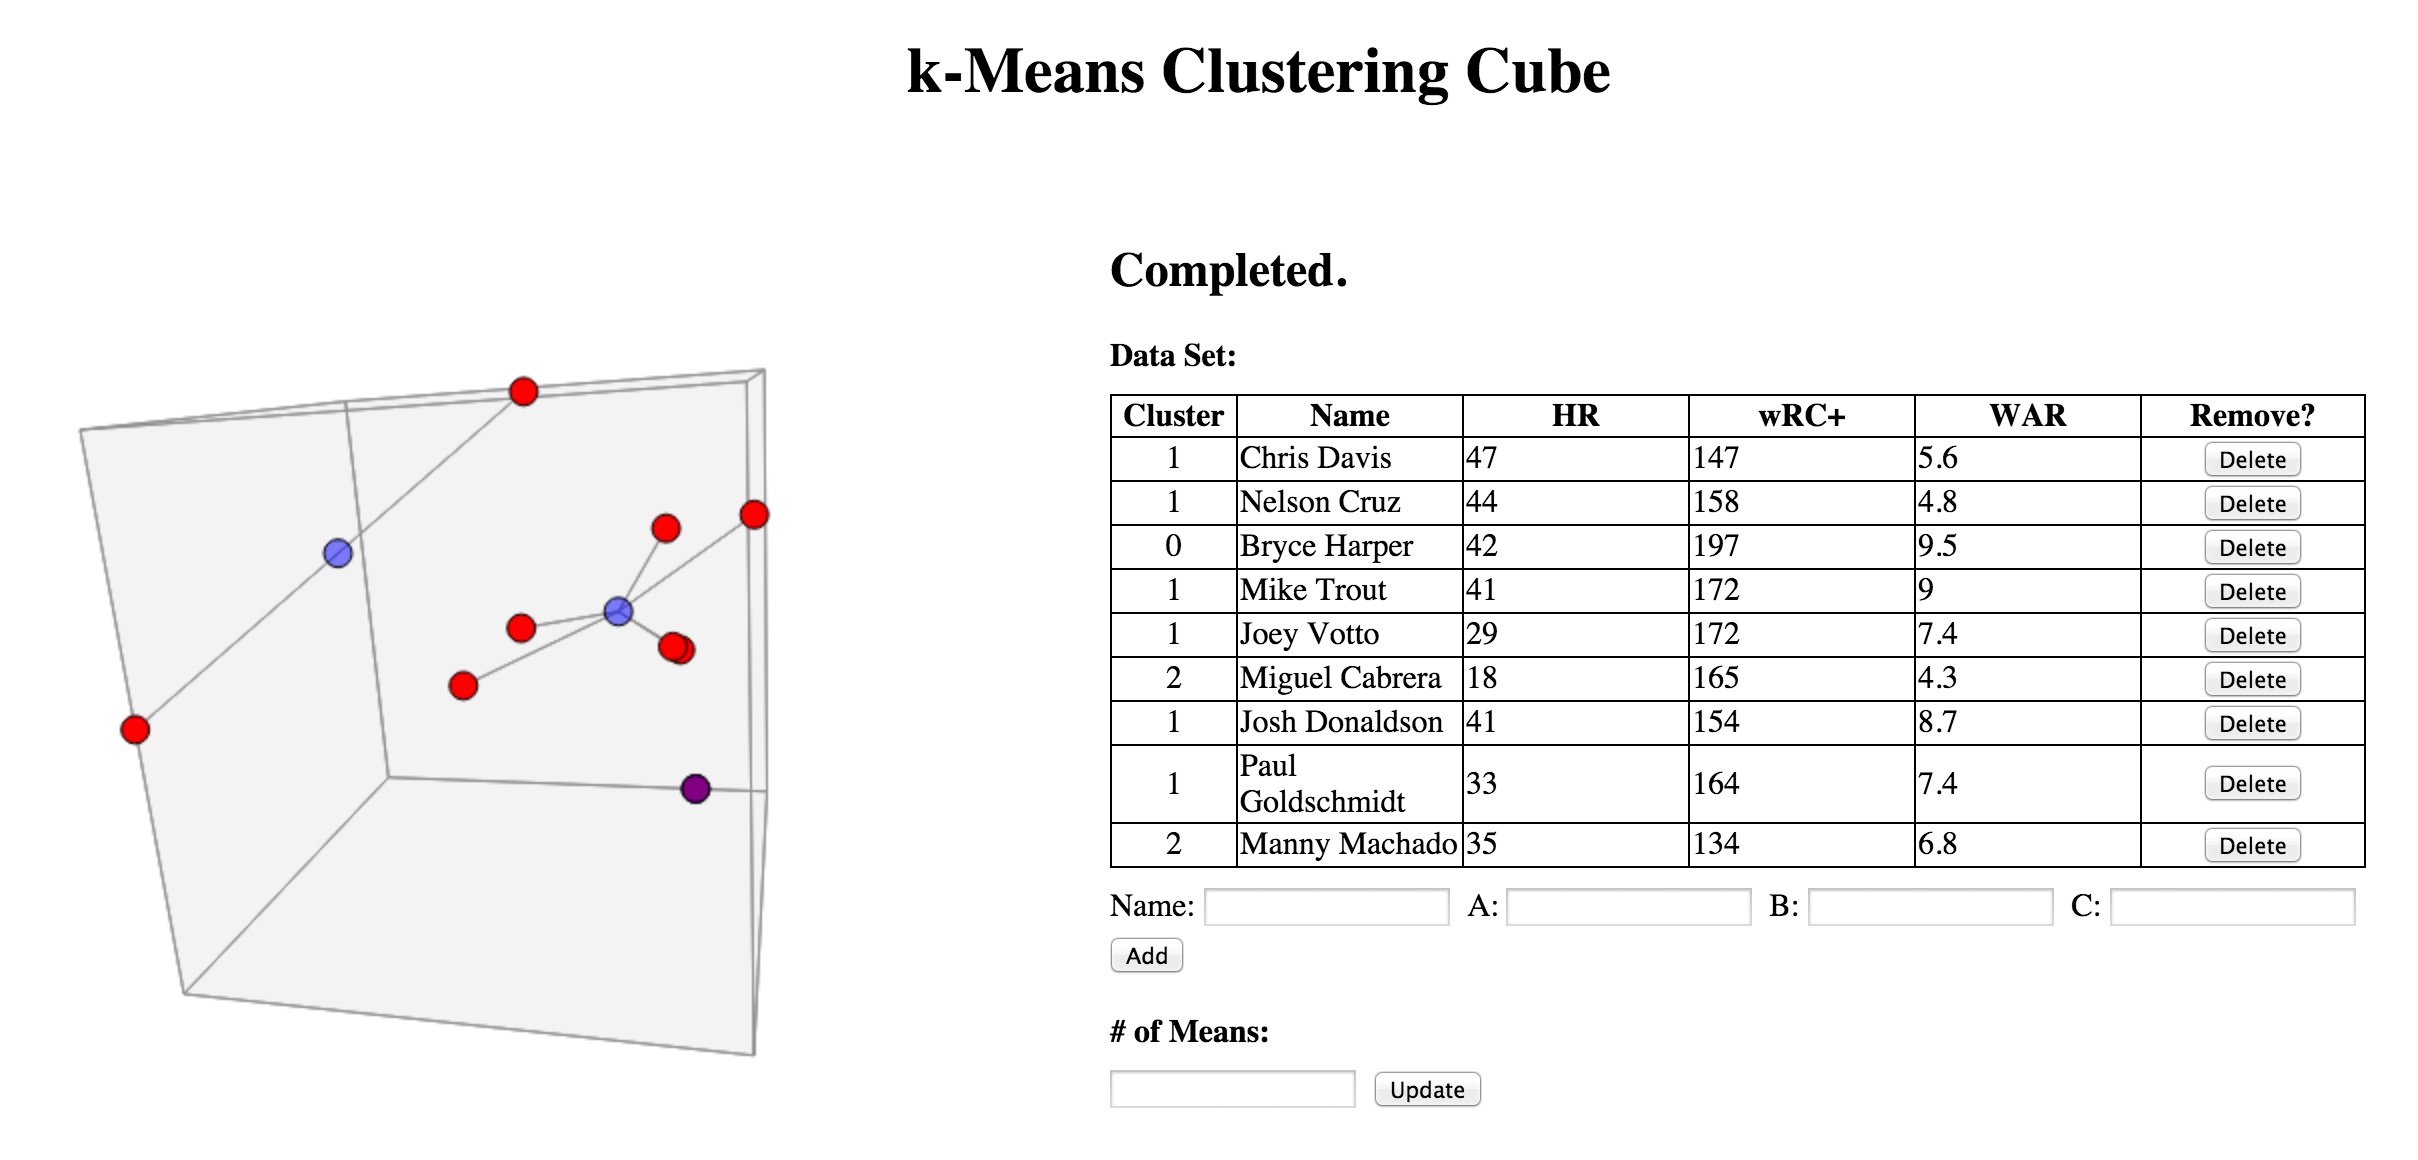 k-Means Clustering Cube
Completed.
Data Set:
Cluster Name HR wRC+ WAR Remove?
1 Chris Davis 47 147 5.6 Delete
1 Nelson Cruz 44 158 4.8 Delete
0 Bryce Harper 42 197 9.5 Delete
1 Mike Trout 41 172 9 Delete
1 Joey Votto 29 172 7.4 Delete
2 Miguel Cabrera 18 165 4.3 Delete
1 Josh Donaldson 41 154 8.7 Delete
1 Paul
Goldschmidt 33 164 7.4 Delete
2 Manny Machado 35 134 6.8 Delete
Name: A: B: C:
Add
# of Means:
Update